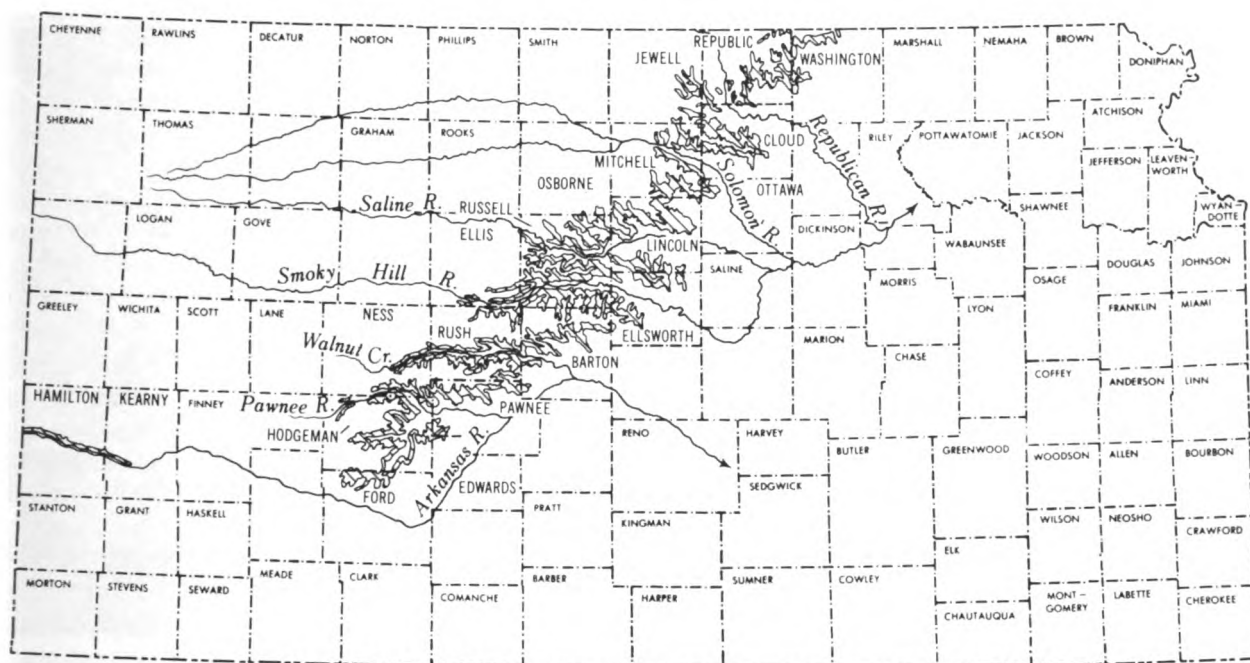 CHEYENNE
RAWLINS
DECATUR
NORTON
PHILLIPS
SMITH
JEWELL
REPUBLIC
WASHINGTON
MARSHALL
NEMAHA
BROWN
DONIPHAN
SHERMAN
THOMAS
GRAHAM
ROOKS
OSBORNE
MITCHELL
CLOUD
Republican R.
RILEY
POTTAWATOMIE
JACKSON
ATCHISON
JEFFERSON
LEAVEN-
WORTH
WYAN
DOTTE
Solomon R.
OTTAWA
SHAWNEE
LOGAN
GOVE
Saline R.
RUSSELL
ELLIS
LINCOLN
DICKINSON
WABAUNSEE
Smoky Hill R.
SALINE
MORRIS
OSAGE
DOUGLAS
JOHNSON
GREELEY
WICHITA
SCOTT
LANE
NESS
RUSH
ELLSWORTH
LYON
FRANKLIN
MIAMI
Walnut Cr.
BARTON
MARION
CHASE
COFFEY
ANDERSON
LINN
HAMILTON
KEARNY
FINNEY
Pawnee R.
PAWNEE
HODGEMAN
RENO
HARVEY
BUTLER
GREENWOOD
WOODSON
ALLEN
BOURBON
Arkansas R.
FORD
EDWARDS
SEDGWICK
STANTON
GRANT
HASKELL
PRATT
KINGMAN
WILSON
NEOSHO
CRAWFORD
ELK
MORTON
STEVENS
SEWARD
MEADE
CLARK
COMANCHE
BARBER
HARPER
SUMNER
COWLEY
CHAUTAUQUA
MONT-
GOMERY
LABETTE
CHEROKEE